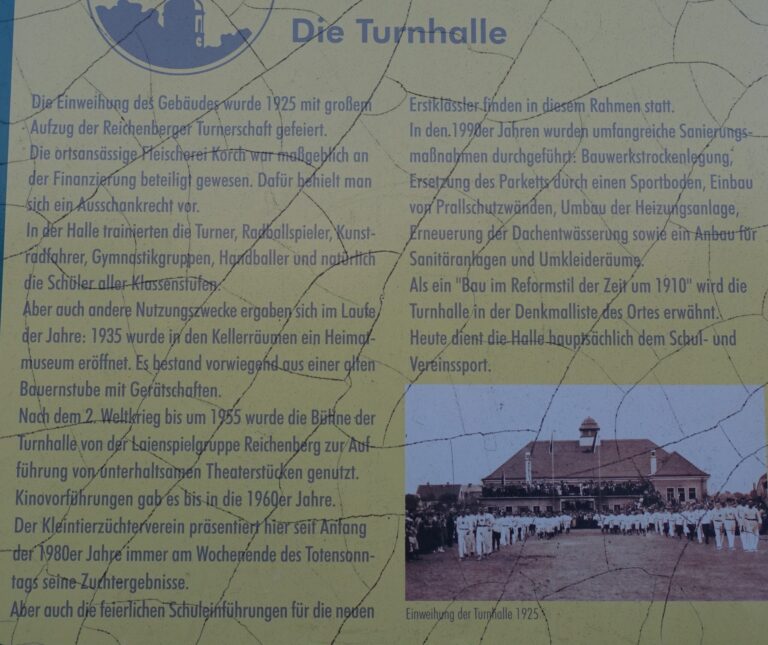 Die Turnhalle
Die Einweihung des Gebäudes wurde 1925 mit großem
Aufzug der Reichenberger Turnerschaft gefeiert.
Die ortsansässige Fleischerei Korch war maßgeblich an
der Finanzierung beteiligt gewesen. Dafür behielt man
sich ein Ausschankrecht vor.
In der Halle trainierten die Turner, Radballspieler, Kunst-
radfahrer, Gymnastikgruppen, Handballer und natürlich
die Schüler aller Klassenstufen.
Aber auch andere Nutzungszwecke ergaben sich im Laufe
der Jahre: 1935 wurde in den Kellerräumen ein Heimat-
museum eröffnet. Es bestand vorwiegend aus einer alten
Bauernstube mit Gerätschaften.
Nach dem 2. Weltkrieg bis um 1955 wurde die Bühne der
Turnhalle von der Laienspielgruppe Reichenberg zur Auf-
führung von unterhaltsamen Theaterstücken genutzt.
Kinovorführungen gab es bis in die 1960er Jahre.
Der Kleintierzüchterverein präsentiert hier seit Anfang
der 1980er Jahre immer am Wochenende des Totensonn-
tags seine Zuchtergebnisse.
Aber auch die feierlichen Schuleinführungen für die neuen
Erstklässler finden in diesem Rahmen statt.
In den 1990er Jahren wurden umfangreiche Sanierungs-
maßnahmen durchgeführt: Bauwerkstrockenlegung,
Ersetzung des Parketts durch einen Sportboden, Einbau
von Prallschutzwänden, Umbau der Heizungsanlage,
Erneuerung der Dachentwässerung sowie ein Anbau für
Sanitäranlagen und Umkleideräume.
Als ein "Bau im Reformstil der Zeit um 1910" wird die
Turnhalle in der Denkmalliste des Ortes erwähnt.
Heute dient die Halle hauptsächlich dem Schul- und
Vereinssport.
Einweihung der Turnhalle 1925